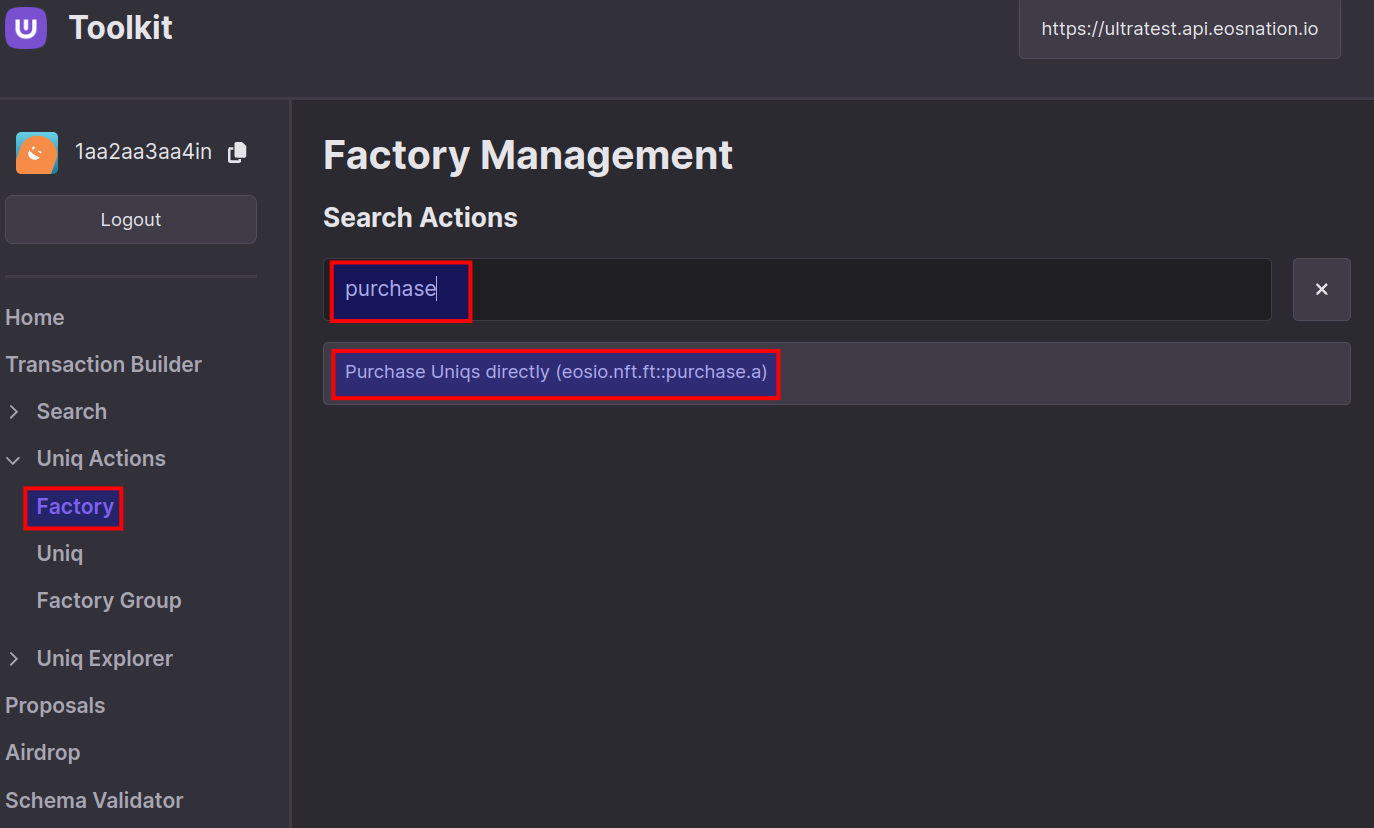 Toolkit
https://ultratest.api.eosnation.io
1aa2aa3aa4in
Logout
Home
Transaction Builder
Search
Uniq Actions
Factory
Uniq
Factory Group
Uniq Explorer
Proposals
Airdrop
Schema Validator
Factory Management
Search Actions
purchase
Purchase Uniqs directly (eosio.nft.ft::purchase.a)